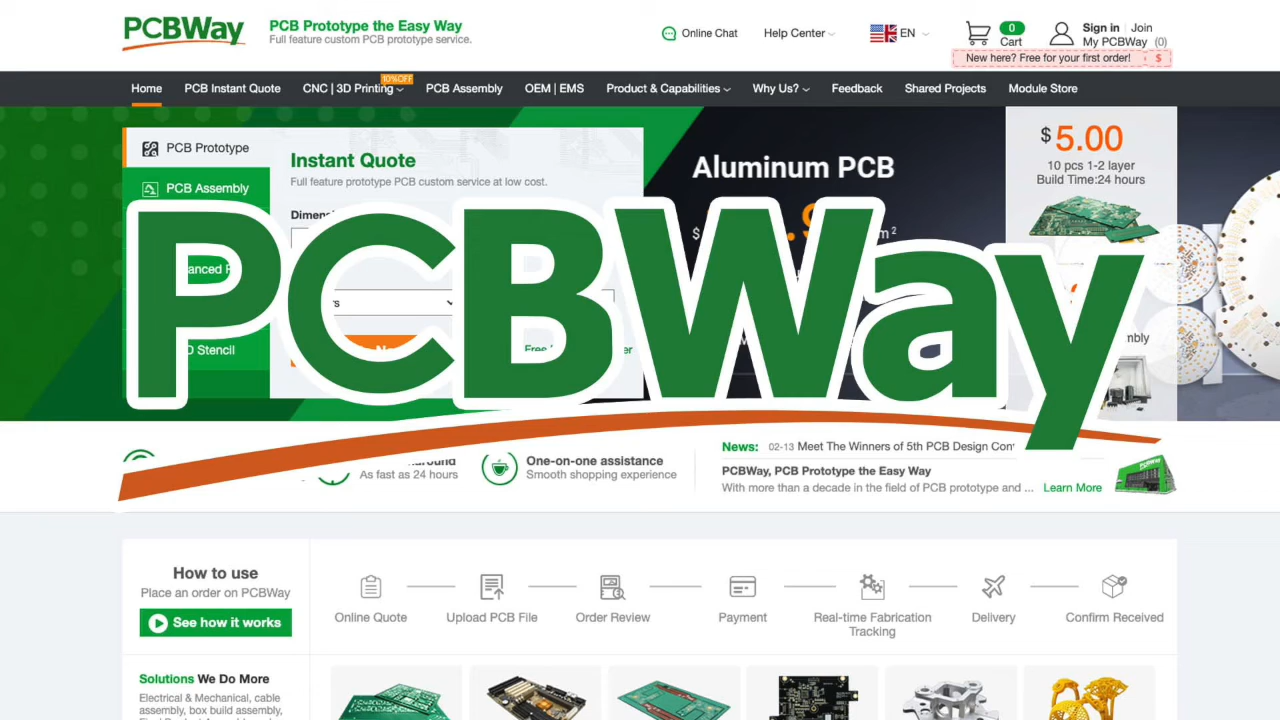 PCBWay
PCB Prototype the Easy Way
Full feature custom PCB prototype service.
Online Chat
Help Center
EN
0
Cart
Sign in
Join
My PCBWay (0)
New here? Free for your first order!
$
10%OFF
Home
PCB Instant Quote
CNC | 3D Printing
PCB Assembly
OEM | EMS
Product & Capabilities
Why Us?
Feedback
Shared Projects
Module Store
PCB Prototype
PCB Assembly
Instant Quote
Full feature prototype PCB custom service at low cost.
Aluminum PCB
$
$5.00
10 pcs 1-2 layer
Build Time:24 hours
PCBWay
As fast as 24 hours
One-on-one assistance
Smooth shopping experience
News:
02-13 Meet The Winners of 5th PCB Design
PCBWay, PCB Prototype the Easy Way
With more than a decade in the field of PCB prototype and ...
Learn More
How to use
Place an order on PCBWay
See how it works
Online Quote
Upload PCB File
Order Review
Payment
Real-time Fabrication
Tracking
Delivery
Confirm Received
Solutions We Do More
Electrical & Mechanical, cable
assembly, box build assembly,